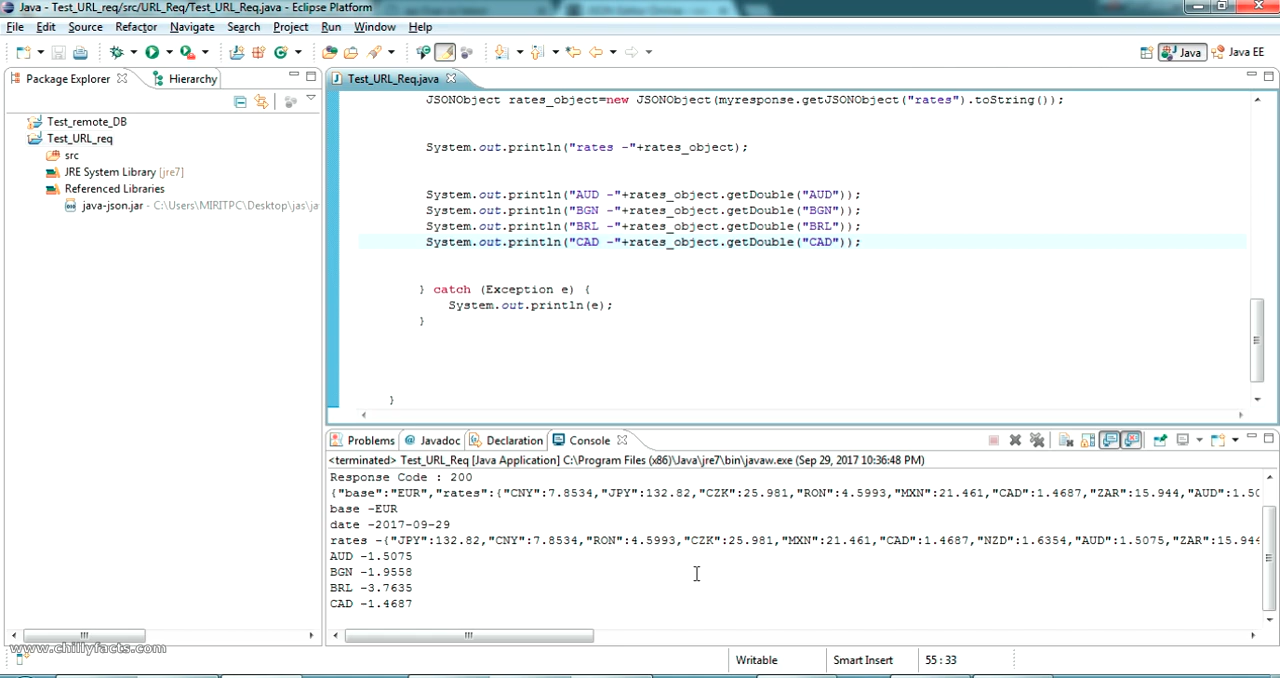 Java - Test_URL_req/src/URL_Req/Test_URL_Req.java - Eclipse Platform
File Edit Source Refactor Navigate Search Project Run Window Help
Java Java EE
Package Explorer Hierarchy
Test_remote_DB
Test_URL_req
src
JRE System Library [jre7]
Referenced Libraries
java-json.jar - C:\Users\MIRITPC\Desktop\jas\ja
Test_URL_Req.java
JSONObject rates_object=new JSONObject(myresponse.getJSONObject("rates").toString());
System.out.println("rates -"+rates_object);
System.out.println("AUD -"+rates_object.getDouble("AUD"));
System.out.println("BGN -"+rates_object.getDouble("BGN"));
System.out.println("BRL -"+rates_object.getDouble("BRL"));
System.out.println("CAD -"+rates_object.getDouble("CAD"));
} catch (Exception e) {
System.out.println(e);
}
}
Problems @ Javadoc Declaration Console
<terminated> Test_URL_Req [Java Application] C:\Program Files (x86)\Java\jre7\bin\javaw.exe (Sep 29, 2017 10:36:48 PM)
Response Code : 200
{"base":"EUR","rates":{"CNY":7.8534,"JPY":132.82,"CZK":25.981,"RON":4.5993,"MXN":21.461,"CAD":1.4687,"ZAR":15.944,"AUD":1.50
base -EUR
date -2017-09-29
rates -{"JPY":132.82,"CNY":7.8534,"RON":4.5993,"CZK":25.981,"MXN":21.461,"CAD":1.4687,"NZD":1.6354,"AUD":1.5075,"ZAR":15.944
AUD -1.5075
BGN -1.9558
BRL -3.7635
CAD -1.4687
www.chillyfacts.com
Writable Smart Insert 55 : 33